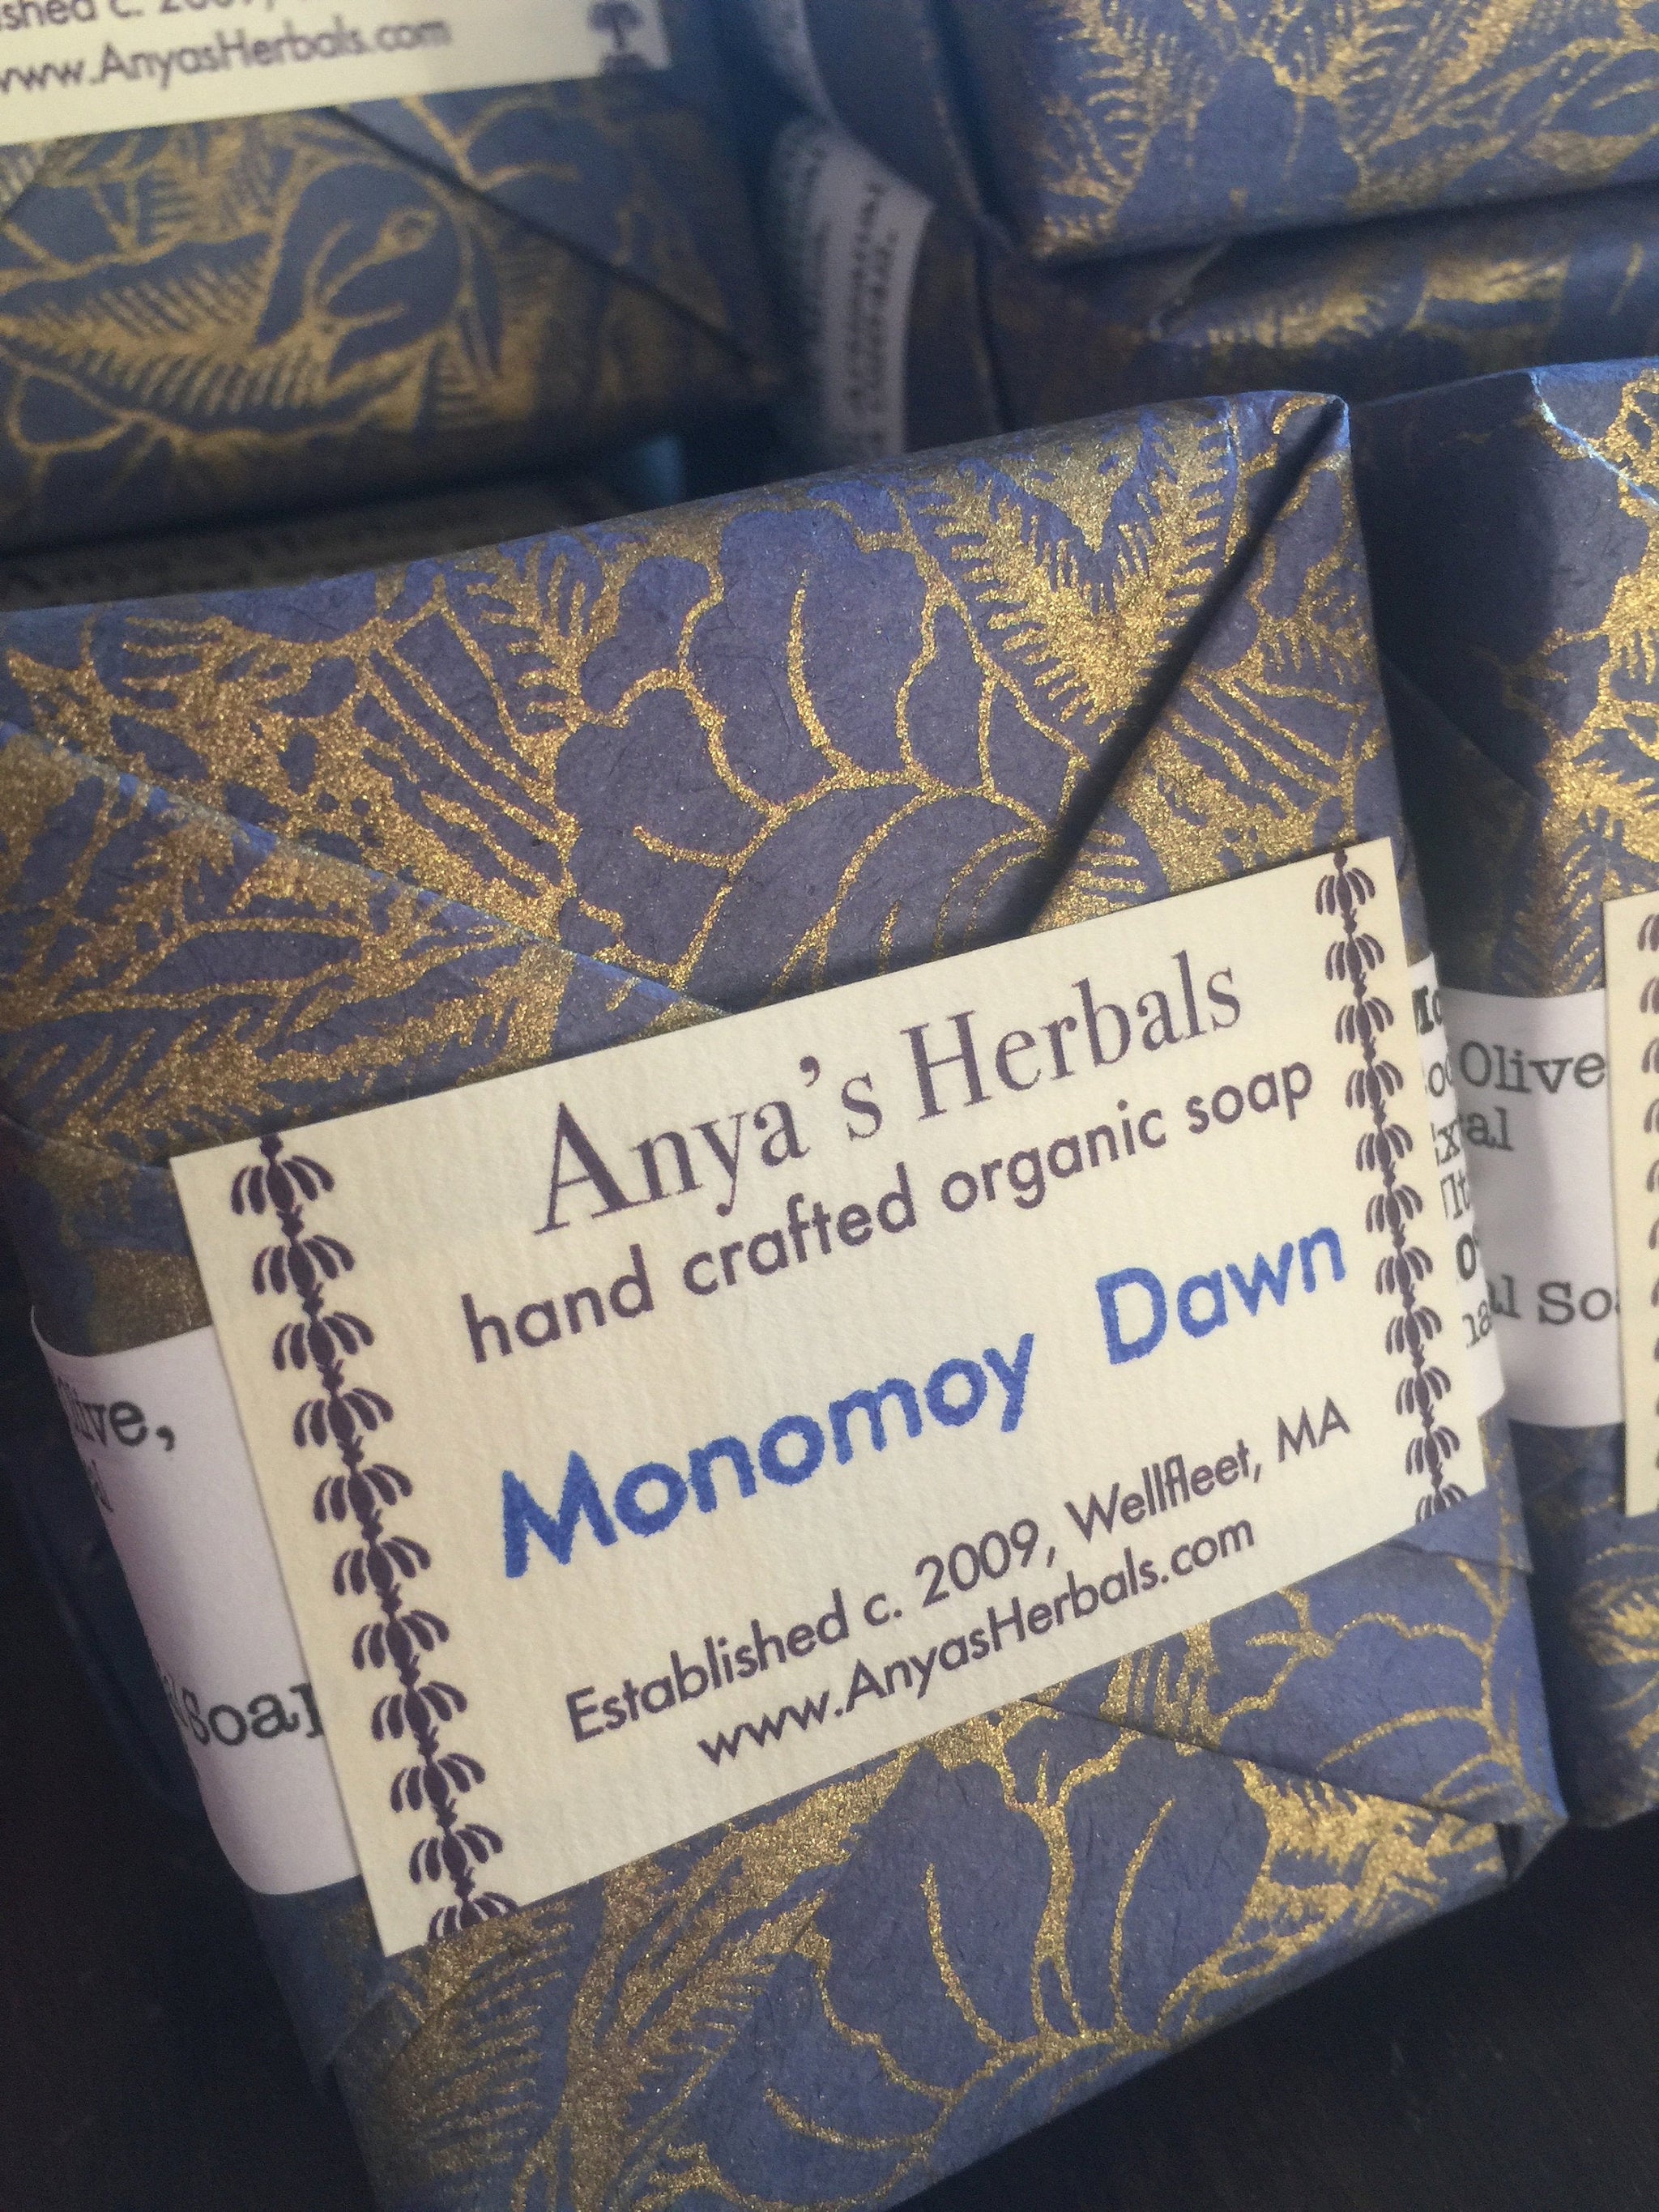 www.AnyasHerbals.com
Anya's Herbals
hand crafted organic soap
Monomoy Dawn
Established c. 2009, Wellfleet, MA
www.AnyasHerbals.com
Olive